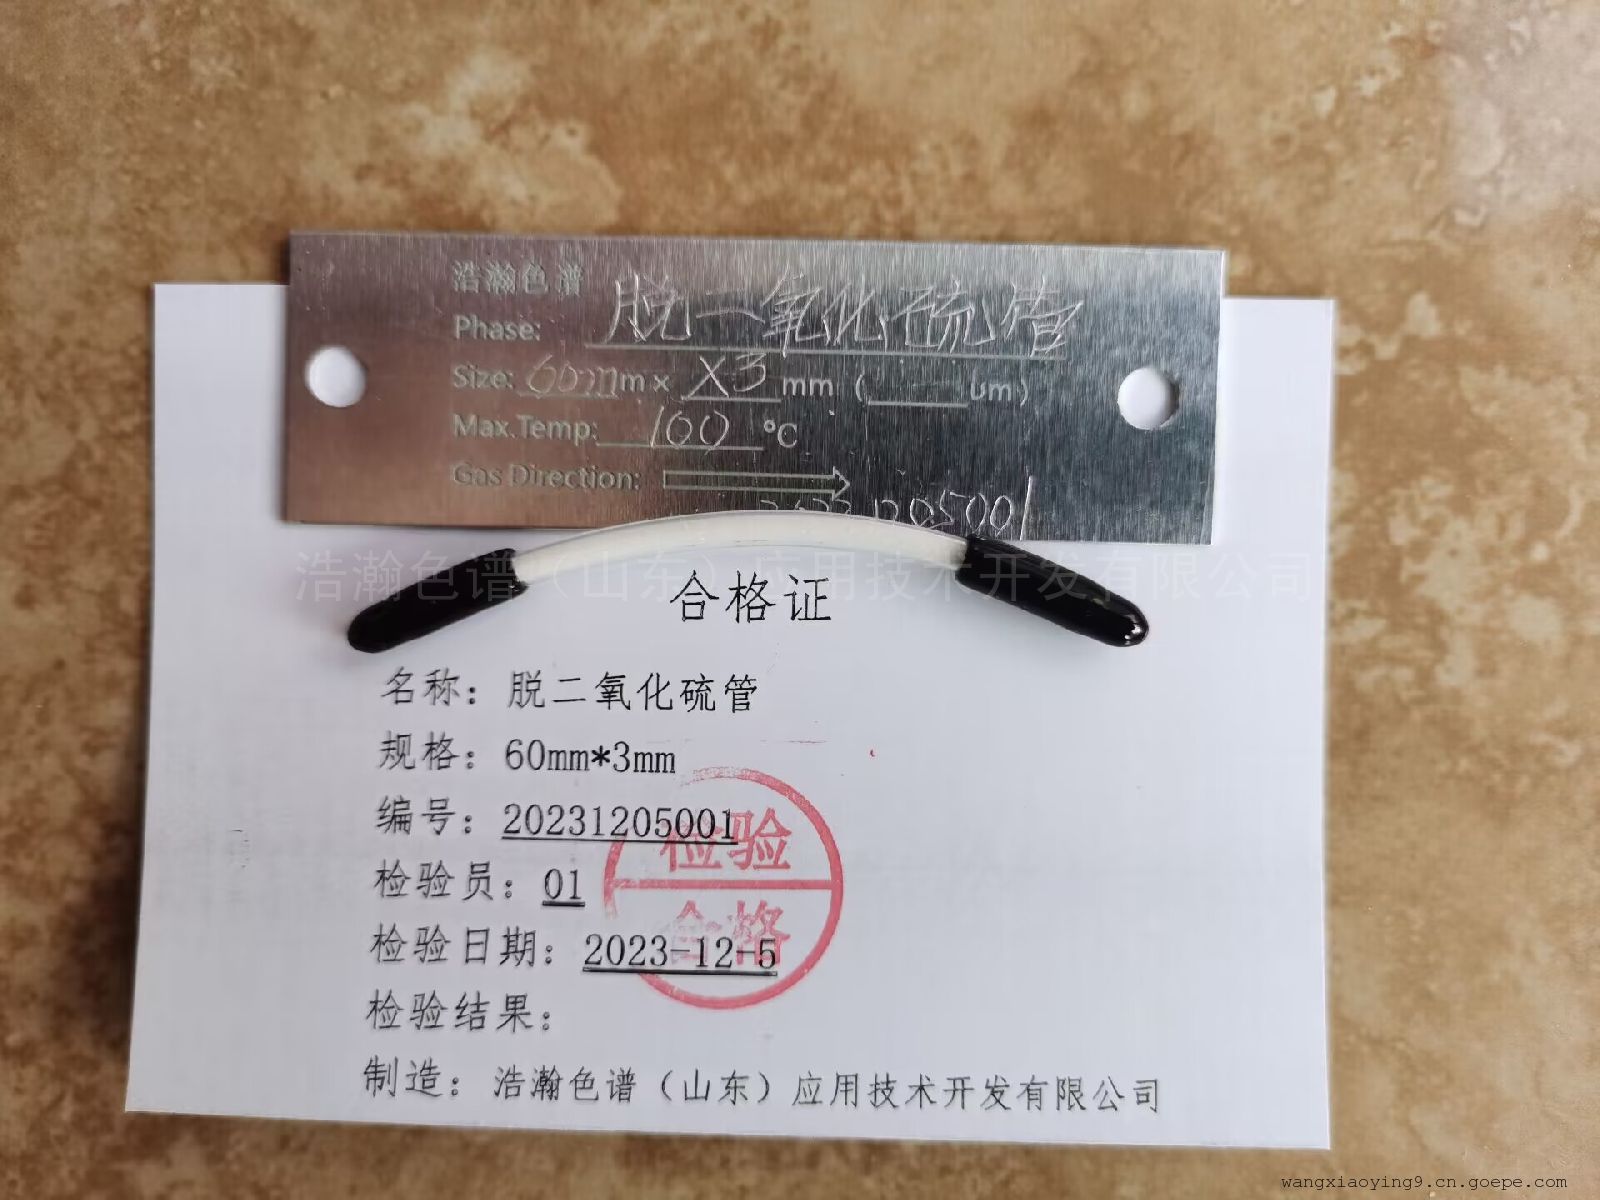 浩瀚色谱
Phase: 脱二氧化硫管
Size: 60mm x X3 mm ( um )
Max.Temp: 100 °C
Gas Direction:
1205001
浩瀚色谱（山东）应用技术开发有限公司
合格证
名称：脱二氧化硫管
规格：60mm*3mm
编号：20231205001
检验员：01
检验日期：2023-12-5
检验结果：
制造：浩瀚色谱（山东）应用技术开发有限公司
检验
合格
wangxiaoying9.cn.goepe.com